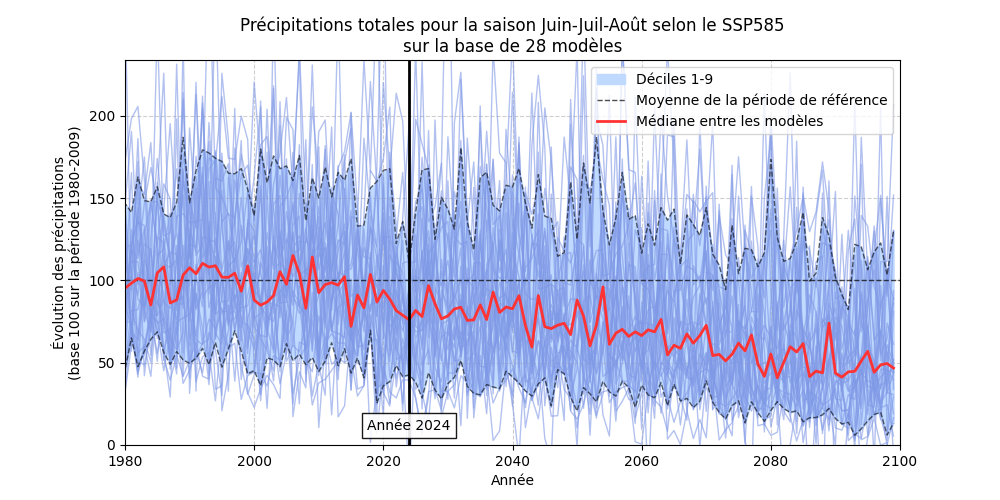 Précipitations totales pour la saison Juin-Juil-Août selon le SSP585
sur la base de 28 modèles
Déciles 1-9
Moyenne de la période de référence
Médiane entre les modèles
Évolution des précipitations
(base 100 sur la période 1980-2009)
200
150
100
50
0
Année 2024
1980
2000
2020
2040
2060
2080
2100
Année